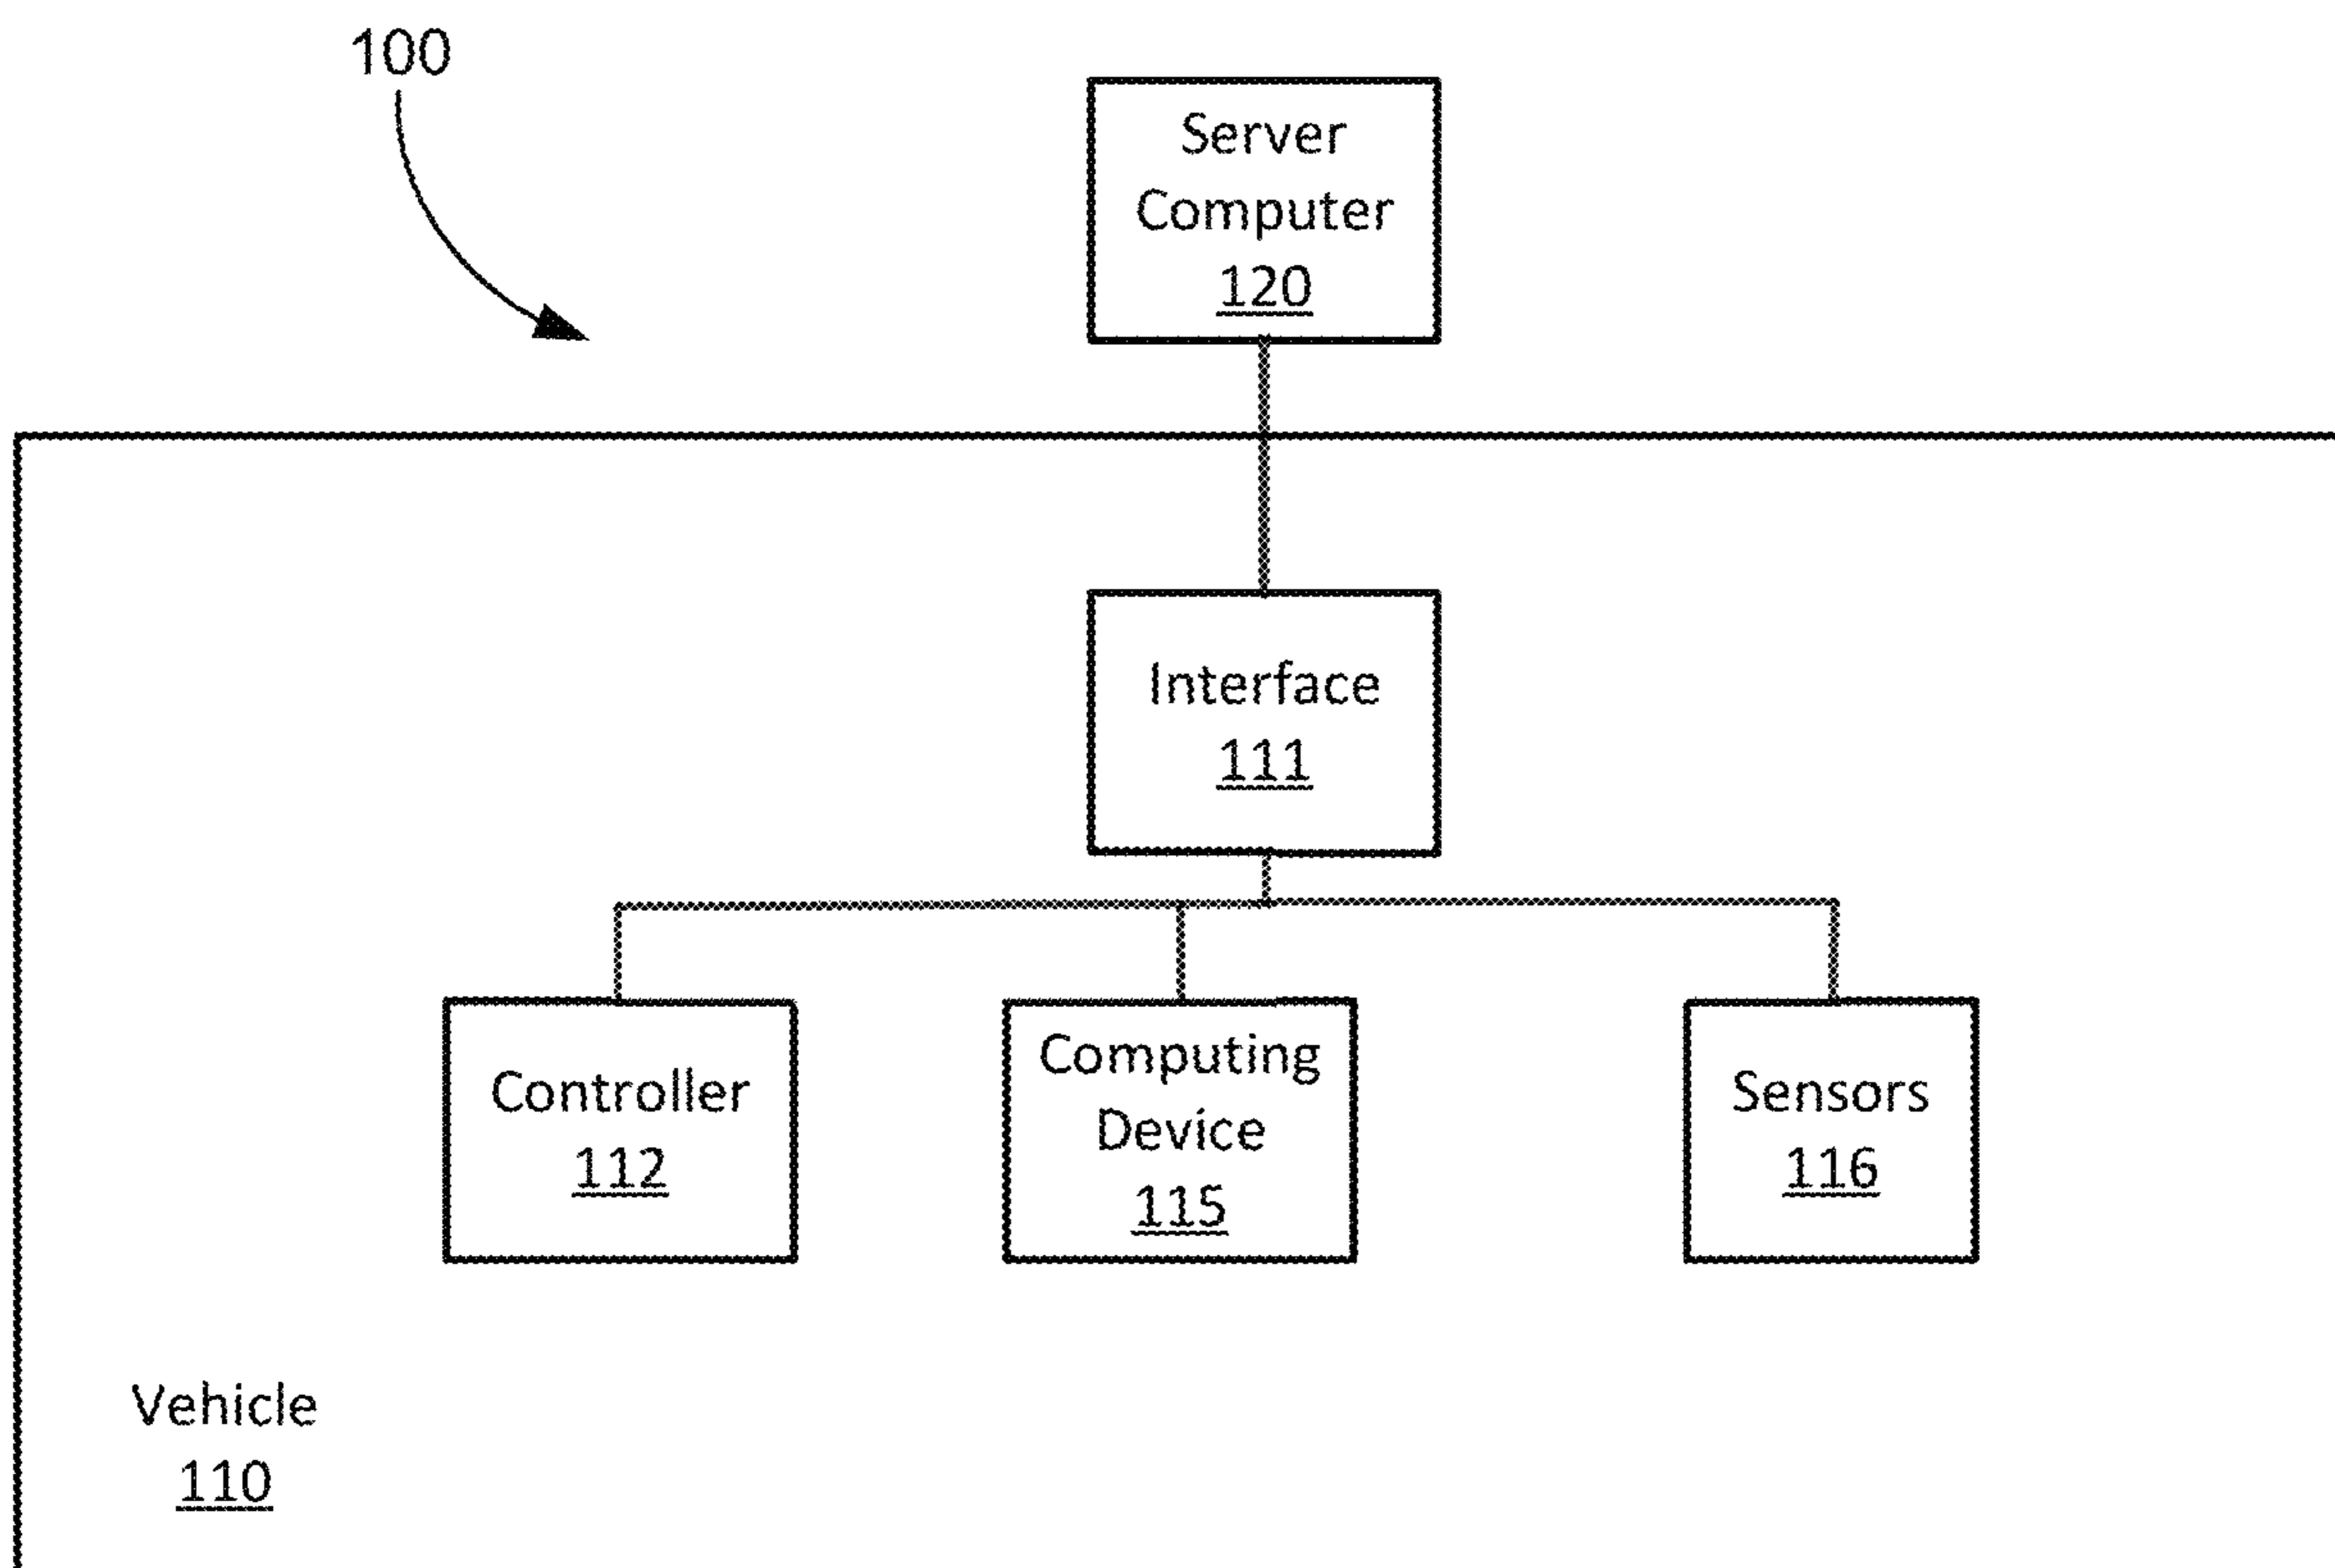 100
Server
Computer
120
Interface
111
Controller
112
Computing
Device
115
Sensors
116
Vehicle
110